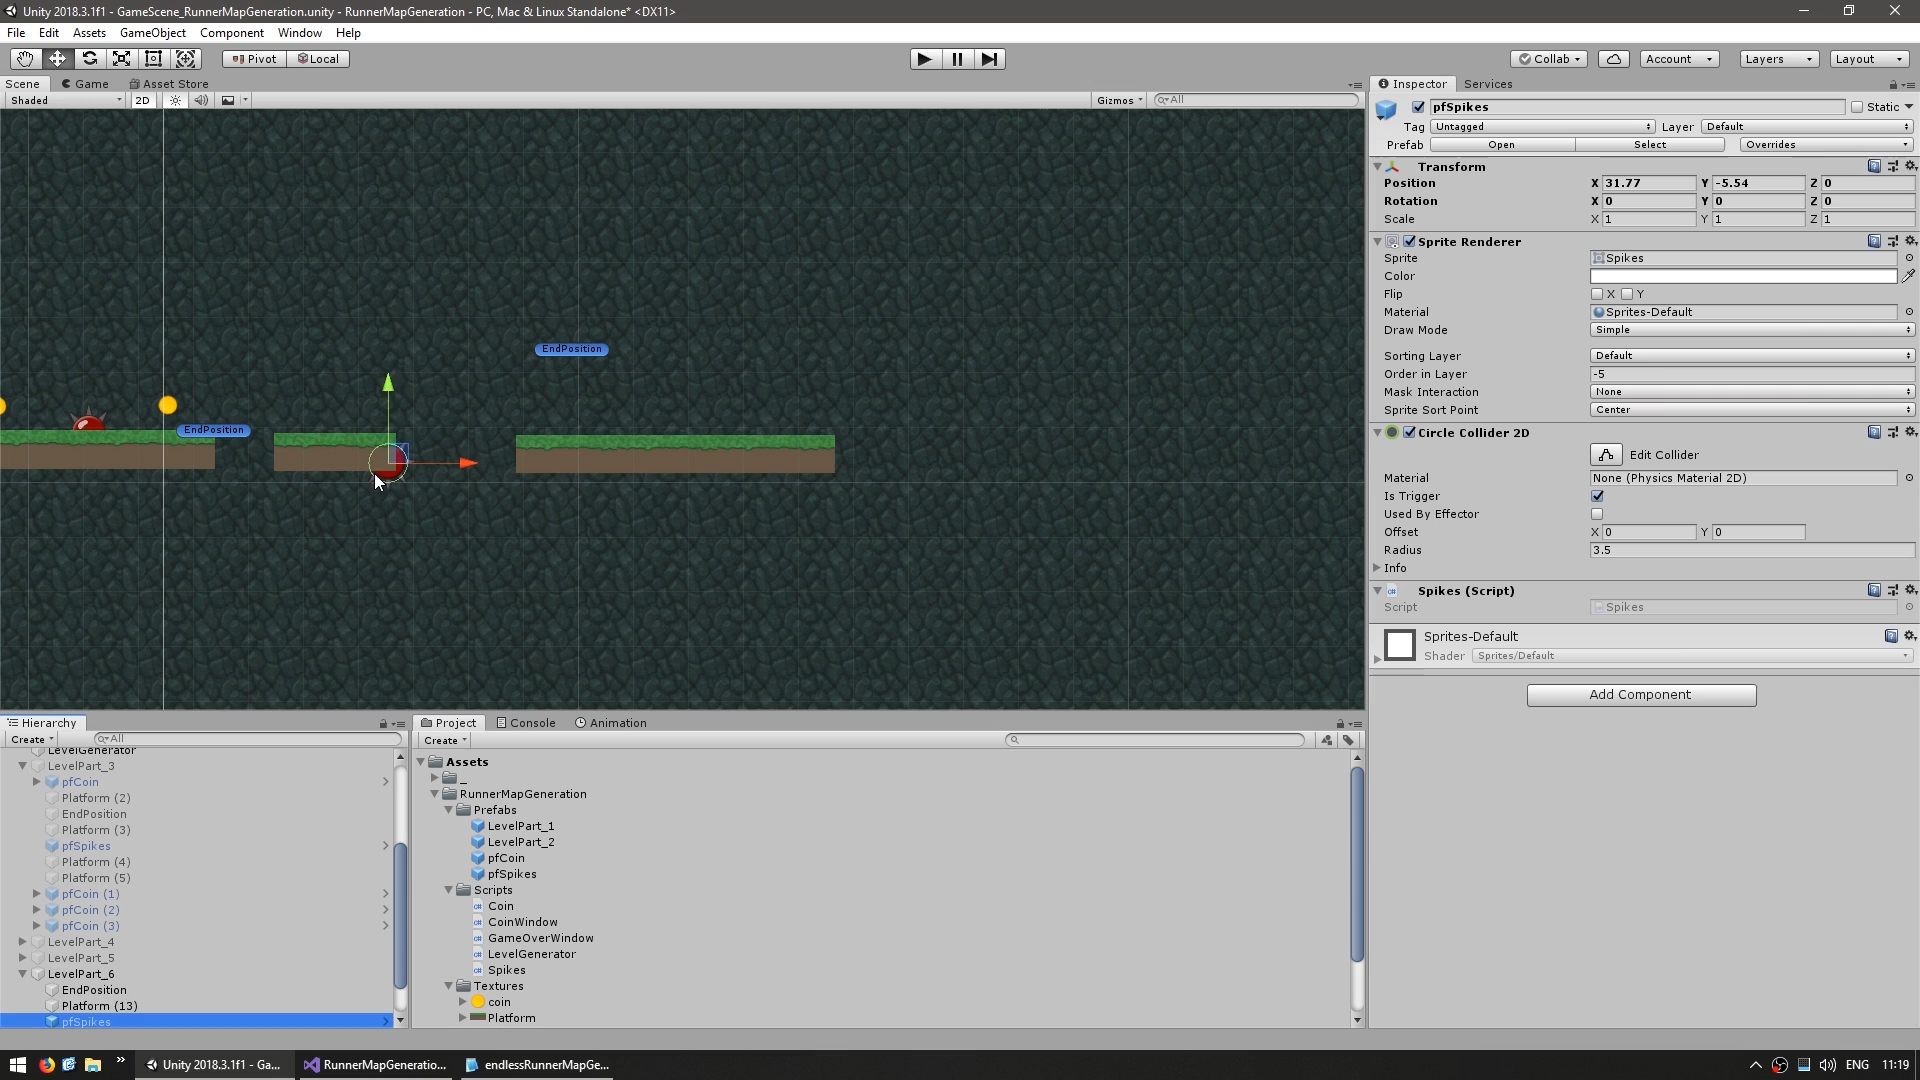 Unity 2018.3.1f1 - GameScene_RunnerMapGeneration.unity - RunnerMapGeneration - PC, Mac & Linux Standalone* <DX11>
File Edit Assets GameObject Component Window Help
Pivot Local Collab Account Layers Layout
Scene Game Asset Store
Shaded 2D Gizmos All
EndPosition
EndPosition
Inspector Services
pfSpikes Static
Tag Untagged Layer Default
Prefab Open Select Overrides
Transform
Position X 31.77 Y -5.54 Z 0
Rotation X 0 Y 0 Z 0
Scale X 1 Y 1 Z 1
Sprite Renderer
Sprite Spikes
Color
Flip X Y
Material Sprites-Default
Draw Mode Simple
Sorting Layer Default
Order in Layer -5
Mask Interaction None
Sprite Sort Point Center
Circle Collider 2D
Edit Collider
Material None (Physics Material 2D)
Is Trigger
Used By Effector
Offset X 0 Y 0
Radius 3.5
Info
Spikes (Script)
Script Spikes
Sprites-Default
Shader Sprites/Default
Add Component
Hierarchy
Create All
LevelGenerator
LevelPart_3
pfCoin
Platform (2)
EndPosition
Platform (3)
pfSpikes
Platform (4)
Platform (5)
pfCoin (1)
pfCoin (2)
pfCoin (3)
LevelPart_4
LevelPart_5
LevelPart_6
EndPosition
Platform (13)
pfSpikes
Project Console Animation
Create
Assets
_
RunnerMapGeneration
Prefabs
LevelPart_1
LevelPart_2
pfCoin
pfSpikes
Scripts
Coin
CoinWindow
GameOverWindow
LevelGenerator
Spikes
Textures
coin
Platform
Unity 2018.3.1f1 - Ga... RunnerMapGeneratio... endlessRunnerMapGe... ENG 11:19